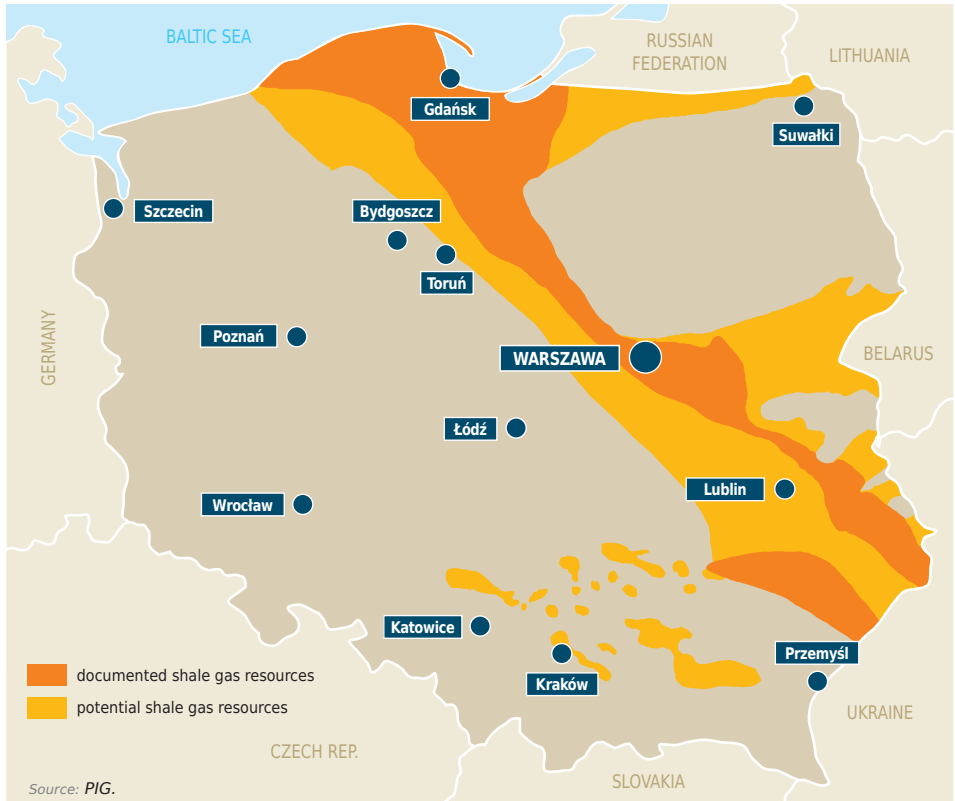 BALTIC SEA
RUSSIAN
FEDERATION
LITHUANIA
Gdańsk
Suwałki
Szczecin
Bydgoszcz
Toruń
GERMANY
Poznań
WARSZAWA
BELARUS
Łódź
Lublin
Wrocław
Katowice
Przemyśl
Kraków
documented shale gas resources
potential shale gas resources
UKRAINE
CZECH REP.
SLOVAKIA
Source: PIG.